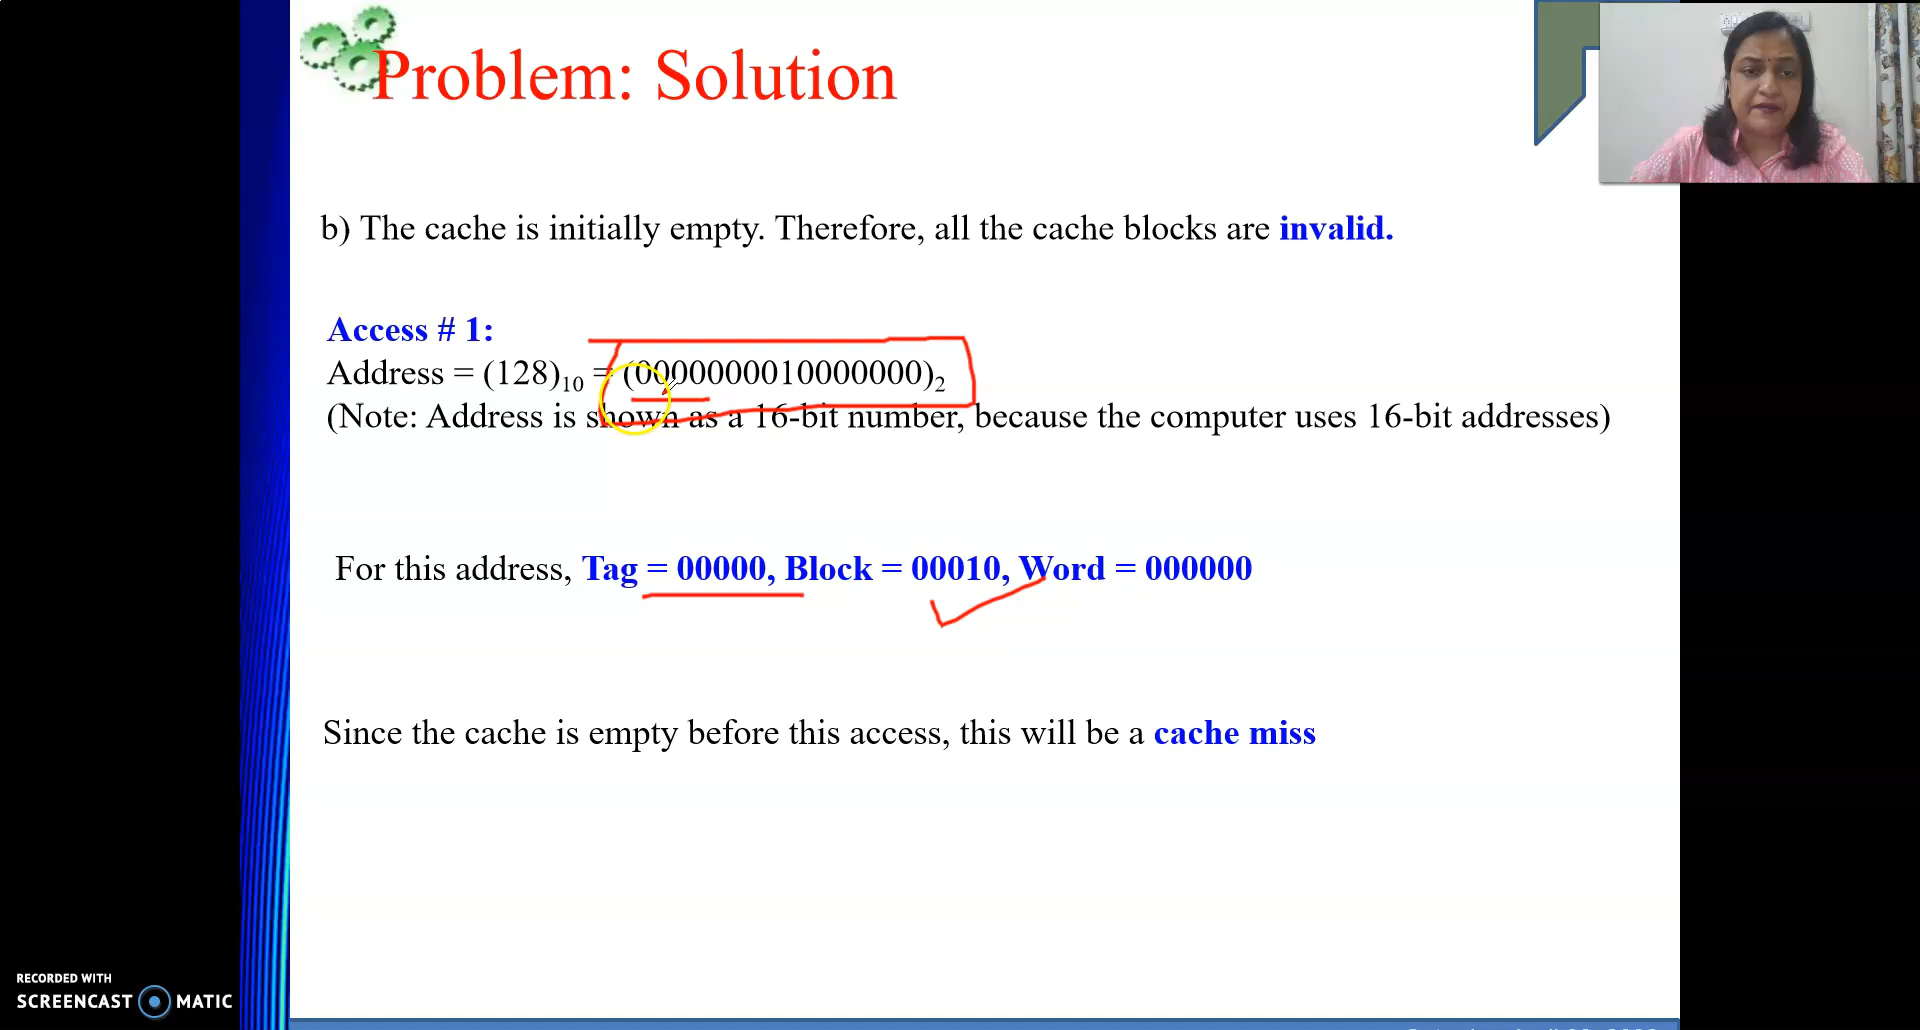 Problem: Solution
b) The cache is initially empty. Therefore, all the cache blocks are invalid.
Access # 1:
Address = (128)10 = (0000000010000000)2
(Note: Address is shown as a 16-bit number, because the computer uses 16-bit addresses)
For this address, Tag = 00000, Block = 00010, Word = 000000
Since the cache is empty before this access, this will be a cache miss
RECORDED WITH
SCREENCAST MATIC